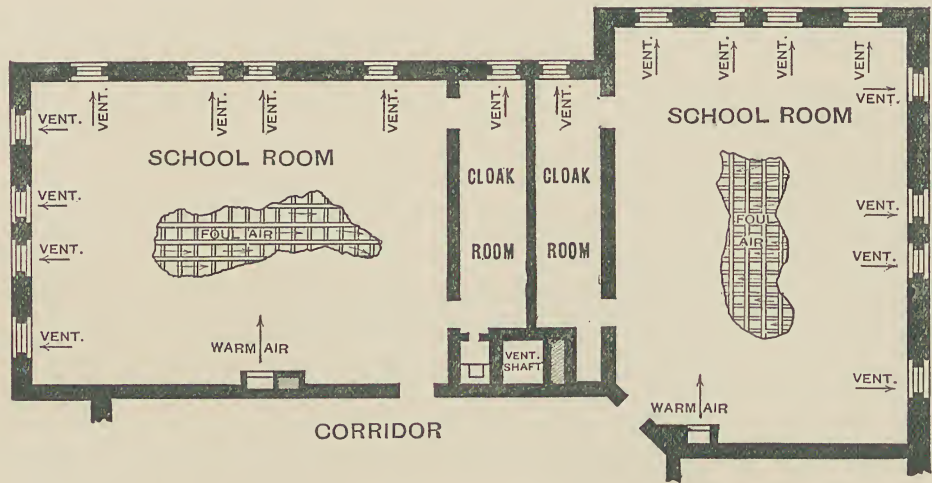 VENT.
VENT.
VENT.
VENT.
VENT.
VENT.
VENT.
VENT.
SCHOOL ROOM
FOUL AIR
WARM AIR
VENT.
VENT.
CLOAK
ROOM
CLOAK
ROOM
VENT.
SHAFT
CORRIDOR
VENT.
VENT.
VENT.
VENT.
VENT.
SCHOOL ROOM
FOUL
AIR
VENT.
VENT.
VENT.
WARM AIR